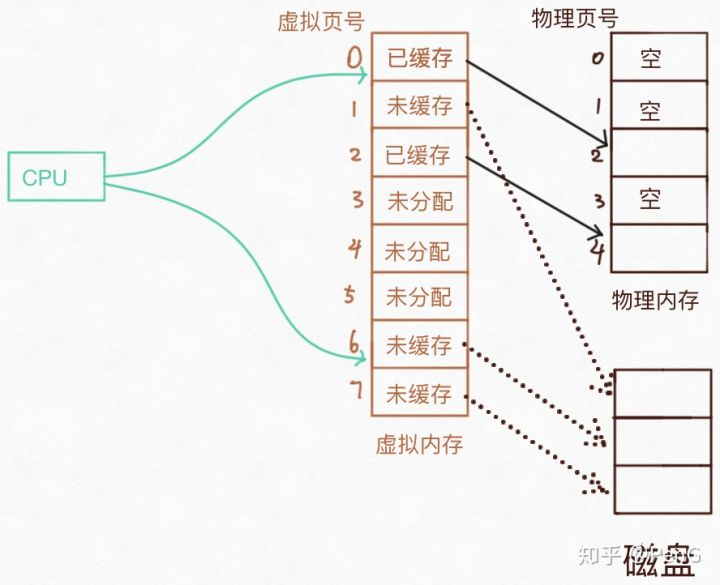 虚拟页号
物理页号
0 已缓存
1 未缓存
2 已缓存
3 未分配
4 未分配
5 未分配
6 未缓存
7 未缓存
虚拟内存
CPU
0 空
1 空
2
3 空
4
物理内存
磁盘
知乎 @PenG